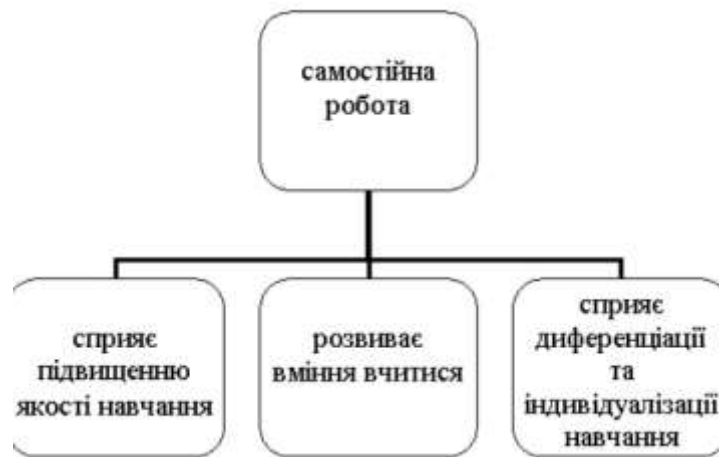 самостійна
робота
сприяє
підвищенню
якості навчання
розвиває
вміння вчитися
сприяє
диференціації
та
індивідуалізації
навчання